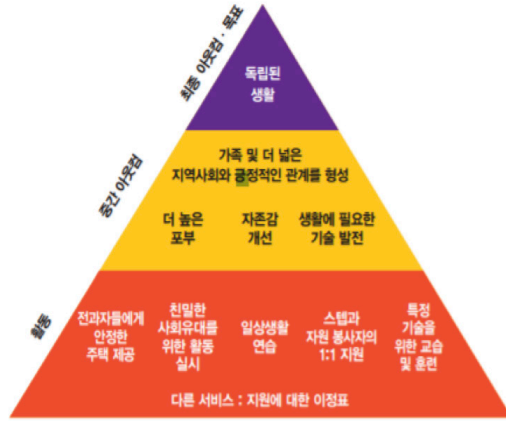 최종 아웃컴·목표
독립된
생활
중간 아웃컴
가족 및 더 넓은
지역사회와 긍정적인 관계를 형성
더 높은
포부
자존감
개선
생활에 필요한
기술 발전
활동
전과자들에게
안정한
주택 제공
친밀한
사회유대를
위한 활동
실시
일상생활
연습
스텝과
자원 봉사자의
1:1 지원
특정
기술을
위한 교습
및 훈련
다른 서비스 : 지원에 대한 이정표